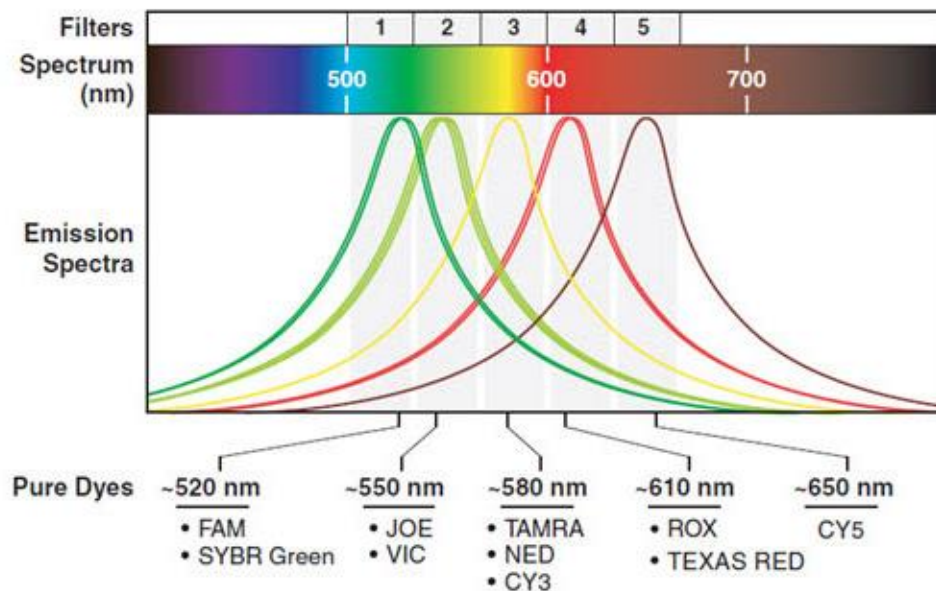 Filters 1 2 3 4 5
Spectrum (nm) 500 600 700
Emission Spectra
Pure Dyes ~520 nm ~550 nm ~580 nm ~610 nm ~650 nm
• FAM • JOE • TAMRA • ROX CY5
• SYBR Green • VIC • NED • TEXAS RED
• CY3